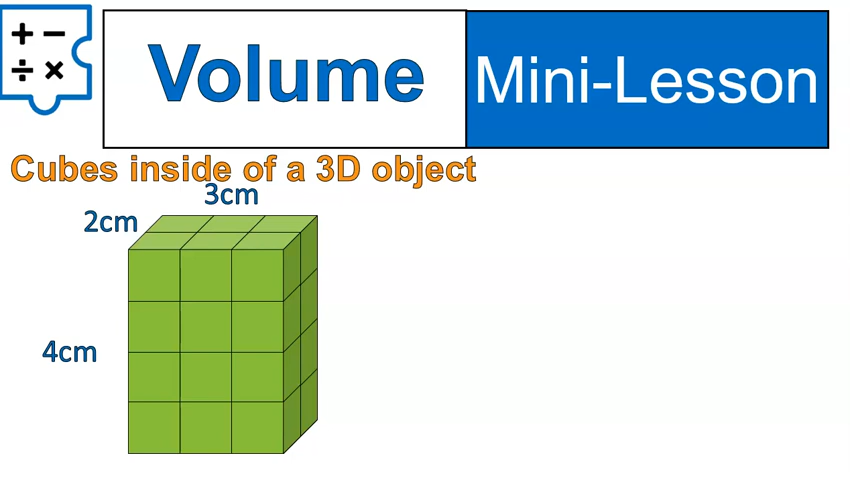 + −
÷ ×
Volume Mini-Lesson
Cubes inside of a 3D object
3cm
2cm
4cm